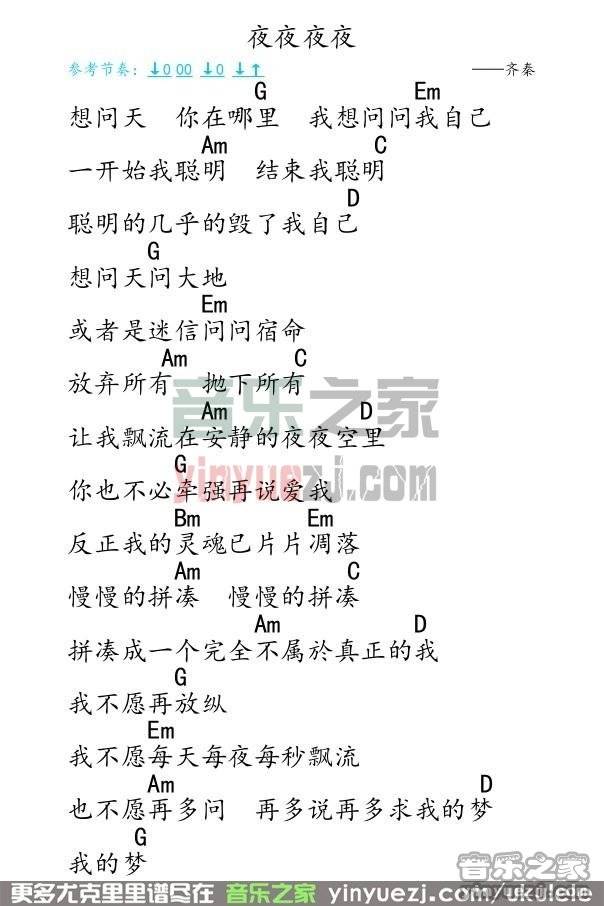 夜夜夜夜
参考节奏：↓0 00 ↓0 ↓↑ ——齐秦
G Em
想问天 你在哪里 我想问问我自己
Am C
一开始我聪明 结束我聪明
D
聪明的几乎的毁了我自己
G
想问天问大地
Em
或者是迷信问问宿命
Am C
放弃所有 抛下所有
Am D
让我飘流在安静的夜夜空里
G
你也不必牵强再说爱我
Bm Em
反正我的灵魂已片片凋落
Am C
慢慢的拼凑 慢慢的拼凑
Am D
拼凑成一个完全不属於真正的我
G
我不愿再放纵
Em
我不愿每天每夜每秒飘流
Am D
也不愿再多问 再多说再多求我的梦
G
我的梦
音乐之家
yinyuezj.com
音乐之家
yinyuezj.com
更多尤克里里谱尽在 音乐之家 yinyuezj.com/ukulele